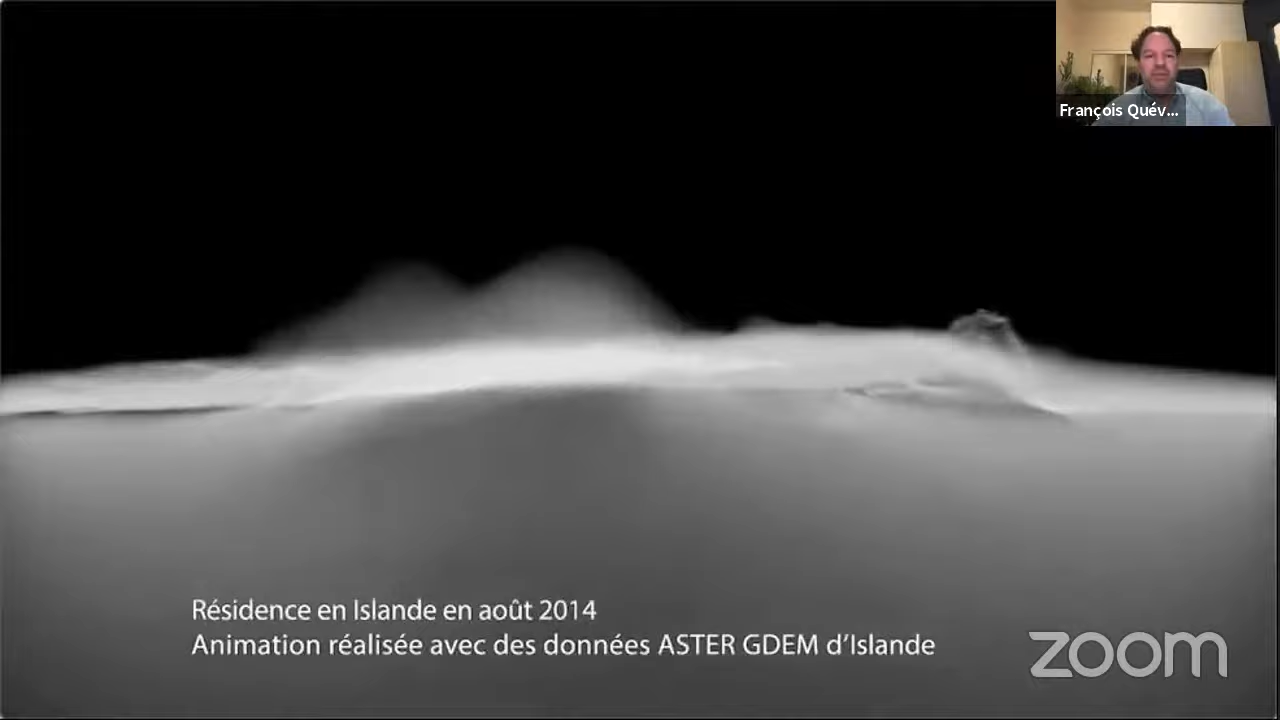 François Quév...
Résidence en Islande en août 2014
Animation réalisée avec des données ASTER GDEM d’Islande
zoom